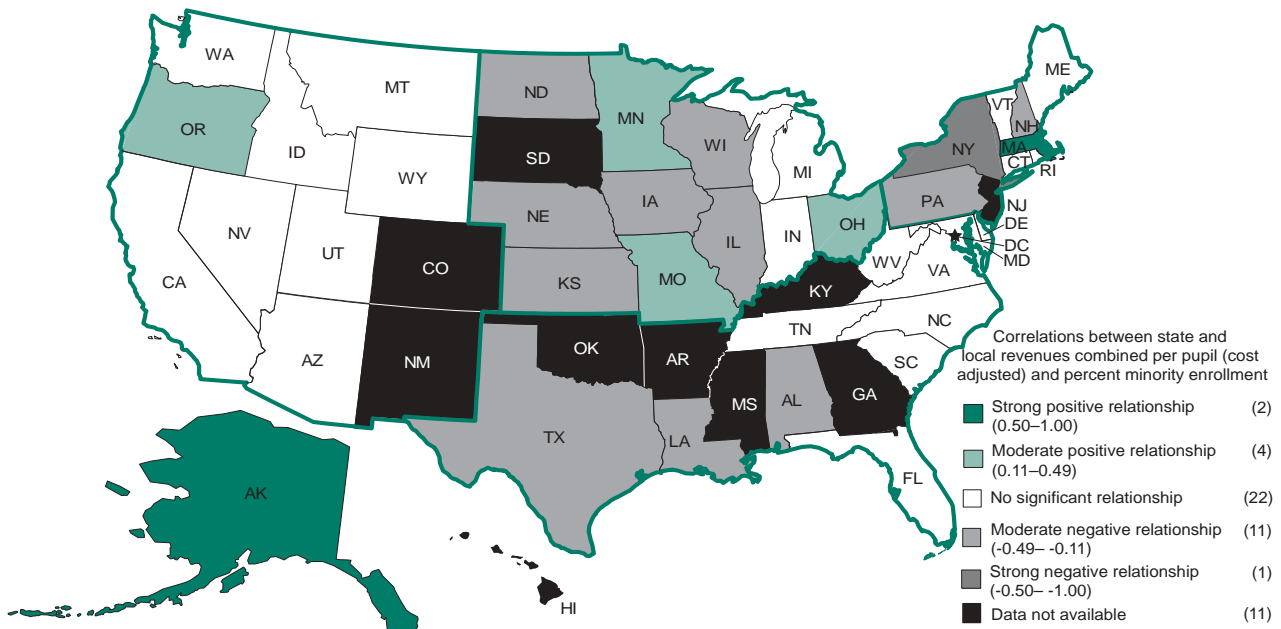 WA
MT
ME
ND
VT
MN
NH
OR
WI
NY
MA
ID
SD
CT
RI
WY
MI
PA
NJ
IA
NE
OH
DE
NV
IL
IN
DC
UT
MD
CO
WV
VA
CA
KS
MO
KY
NC
TN
AZ
NM
OK
AR
SC
MS
AL
GA
TX
LA
FL
AK
HI
Correlations between state and
local revenues combined per pupil (cost
adjusted) and percent minority enrollment
Strong positive relationship (2)
(0.50–1.00)
Moderate positive relationship (4)
(0.11–0.49)
No significant relationship (22)
Moderate negative relationship (11)
(-0.49– -0.11)
Strong negative relationship (1)
(-0.50– -1.00)
Data not available (11)